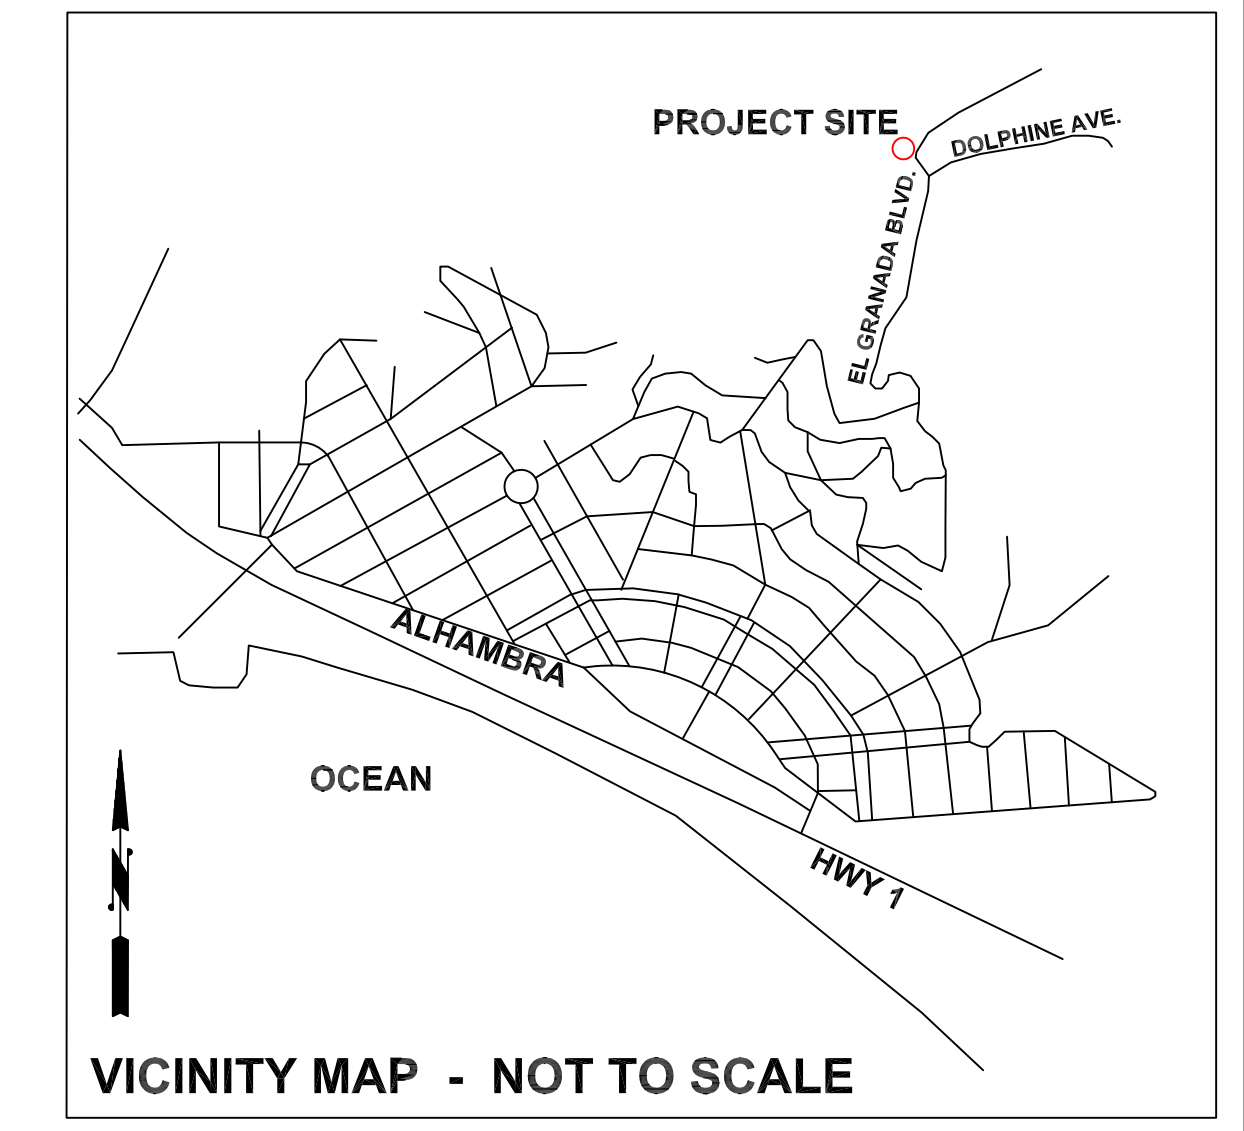 PROJECT SITE
DOLPHINE AVE.
EL GRANADA BLVD.
ALHAMBRA
OCEAN
HWY 1
N
VICINITY MAP - NOT TO SCALE